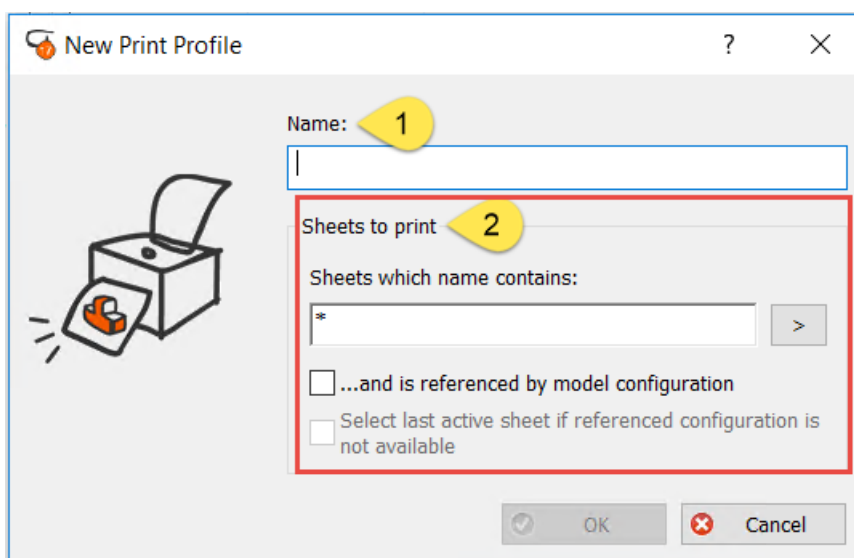 New Print Profile
?
Name:
1
Sheets to print
2
Sheets which name contains:
*
>
...and is referenced by model configuration
Select last active sheet if referenced configuration is
not available
OK
Cancel